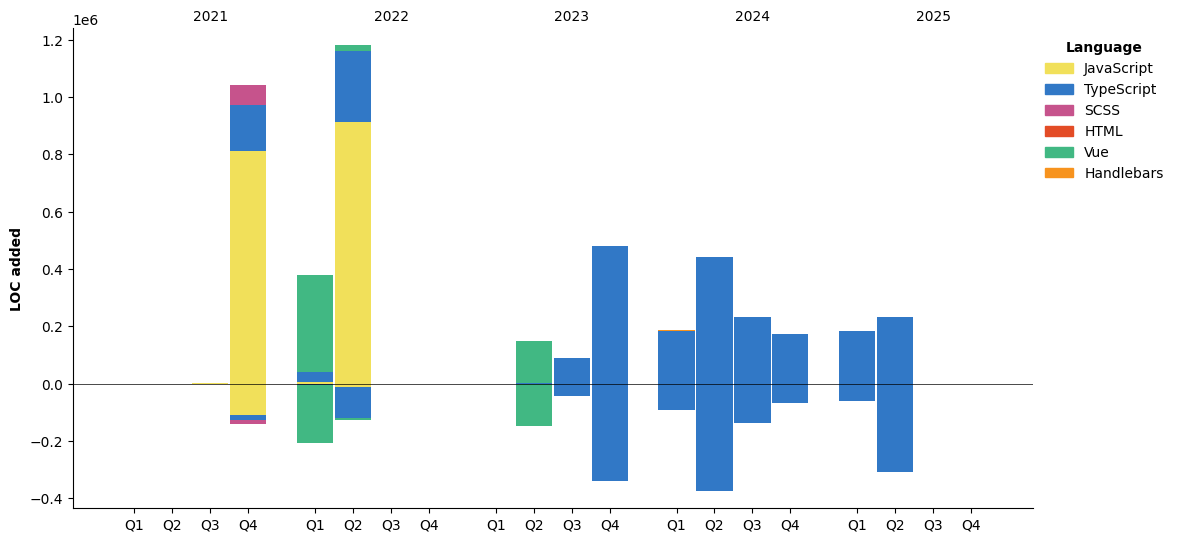 1e6
2021 2022 2023 2024 2025
1.2
1.0
0.8
0.6
0.4
0.2
0.0
−0.2
−0.4
LOC added
Q1 Q2 Q3 Q4 Q1 Q2 Q3 Q4 Q1 Q2 Q3 Q4 Q1 Q2 Q3 Q4 Q1 Q2 Q3 Q4
Language
JavaScript
TypeScript
SCSS
HTML
Vue
Handlebars